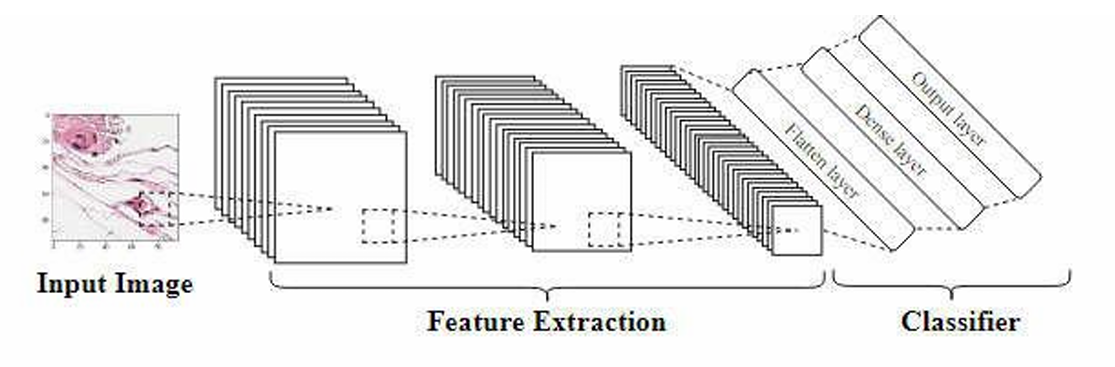 Input Image
Feature Extraction
Flatten layer
Dense layer
Output layer
Classifier